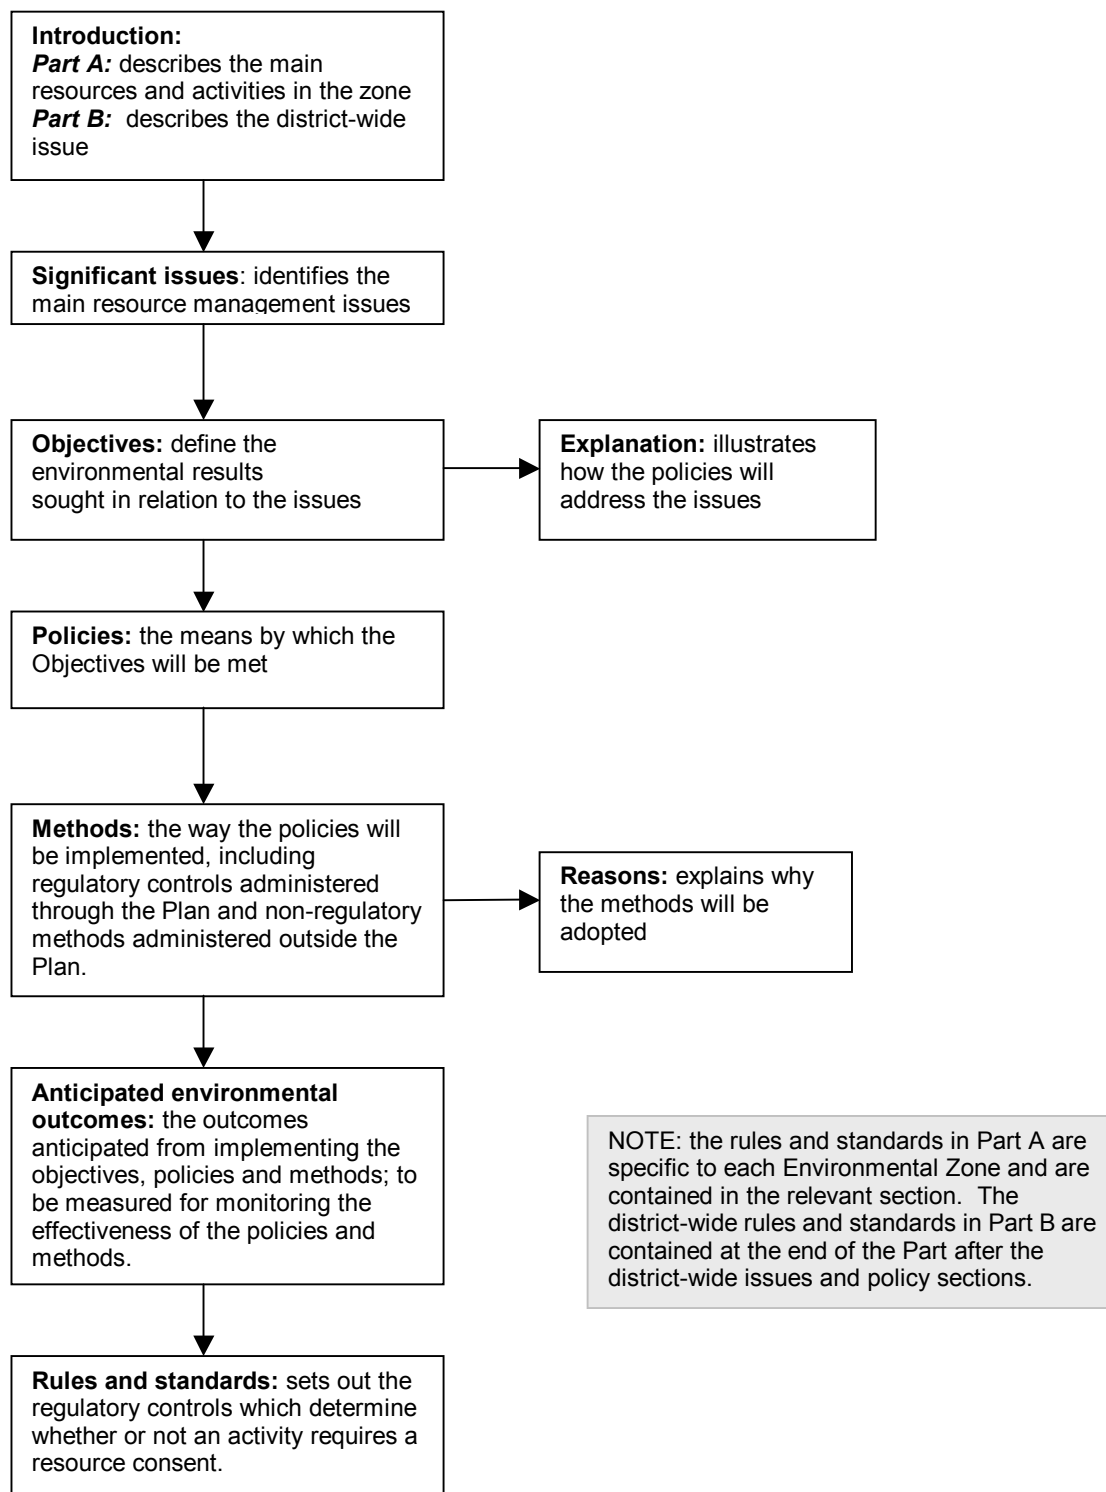 Introduction:
Part A: describes the main
resources and activities in the zone
Part B:  describes the district-wide
issue
Significant issues: identifies the
main resource management issues
Objectives: define the
environmental results
sought in relation to the issues
Explanation: illustrates
how the policies will
address the issues
Policies: the means by which the
Objectives will be met
Methods: the way the policies will
be implemented, including
regulatory controls administered
through the Plan and non-regulatory
methods administered outside the
Plan.
Reasons: explains why
the methods will be
adopted
Anticipated environmental
outcomes: the outcomes
anticipated from implementing the
objectives, policies and methods; to
be measured for monitoring the
effectiveness of the policies and
methods.
NOTE: the rules and standards in Part A are
specific to each Environmental Zone and are
contained in the relevant section.  The
district-wide rules and standards in Part B are
contained at the end of the Part after the
district-wide issues and policy sections.
Rules and standards: sets out the
regulatory controls which determine
whether or not an activity requires a
resource consent.